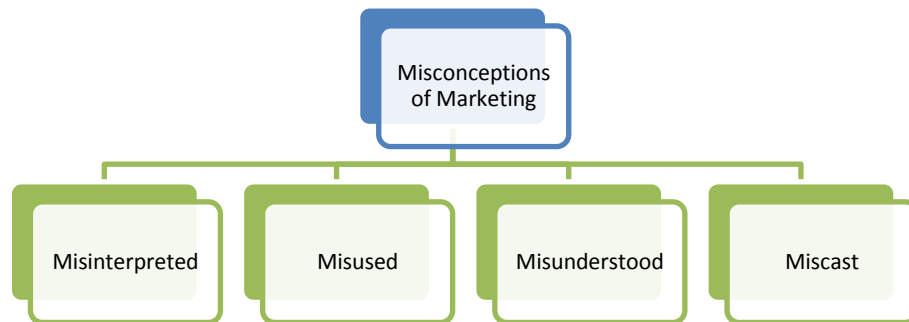 Misconceptions
of Marketing
Misinterpreted
Misused
Misunderstood
Miscast